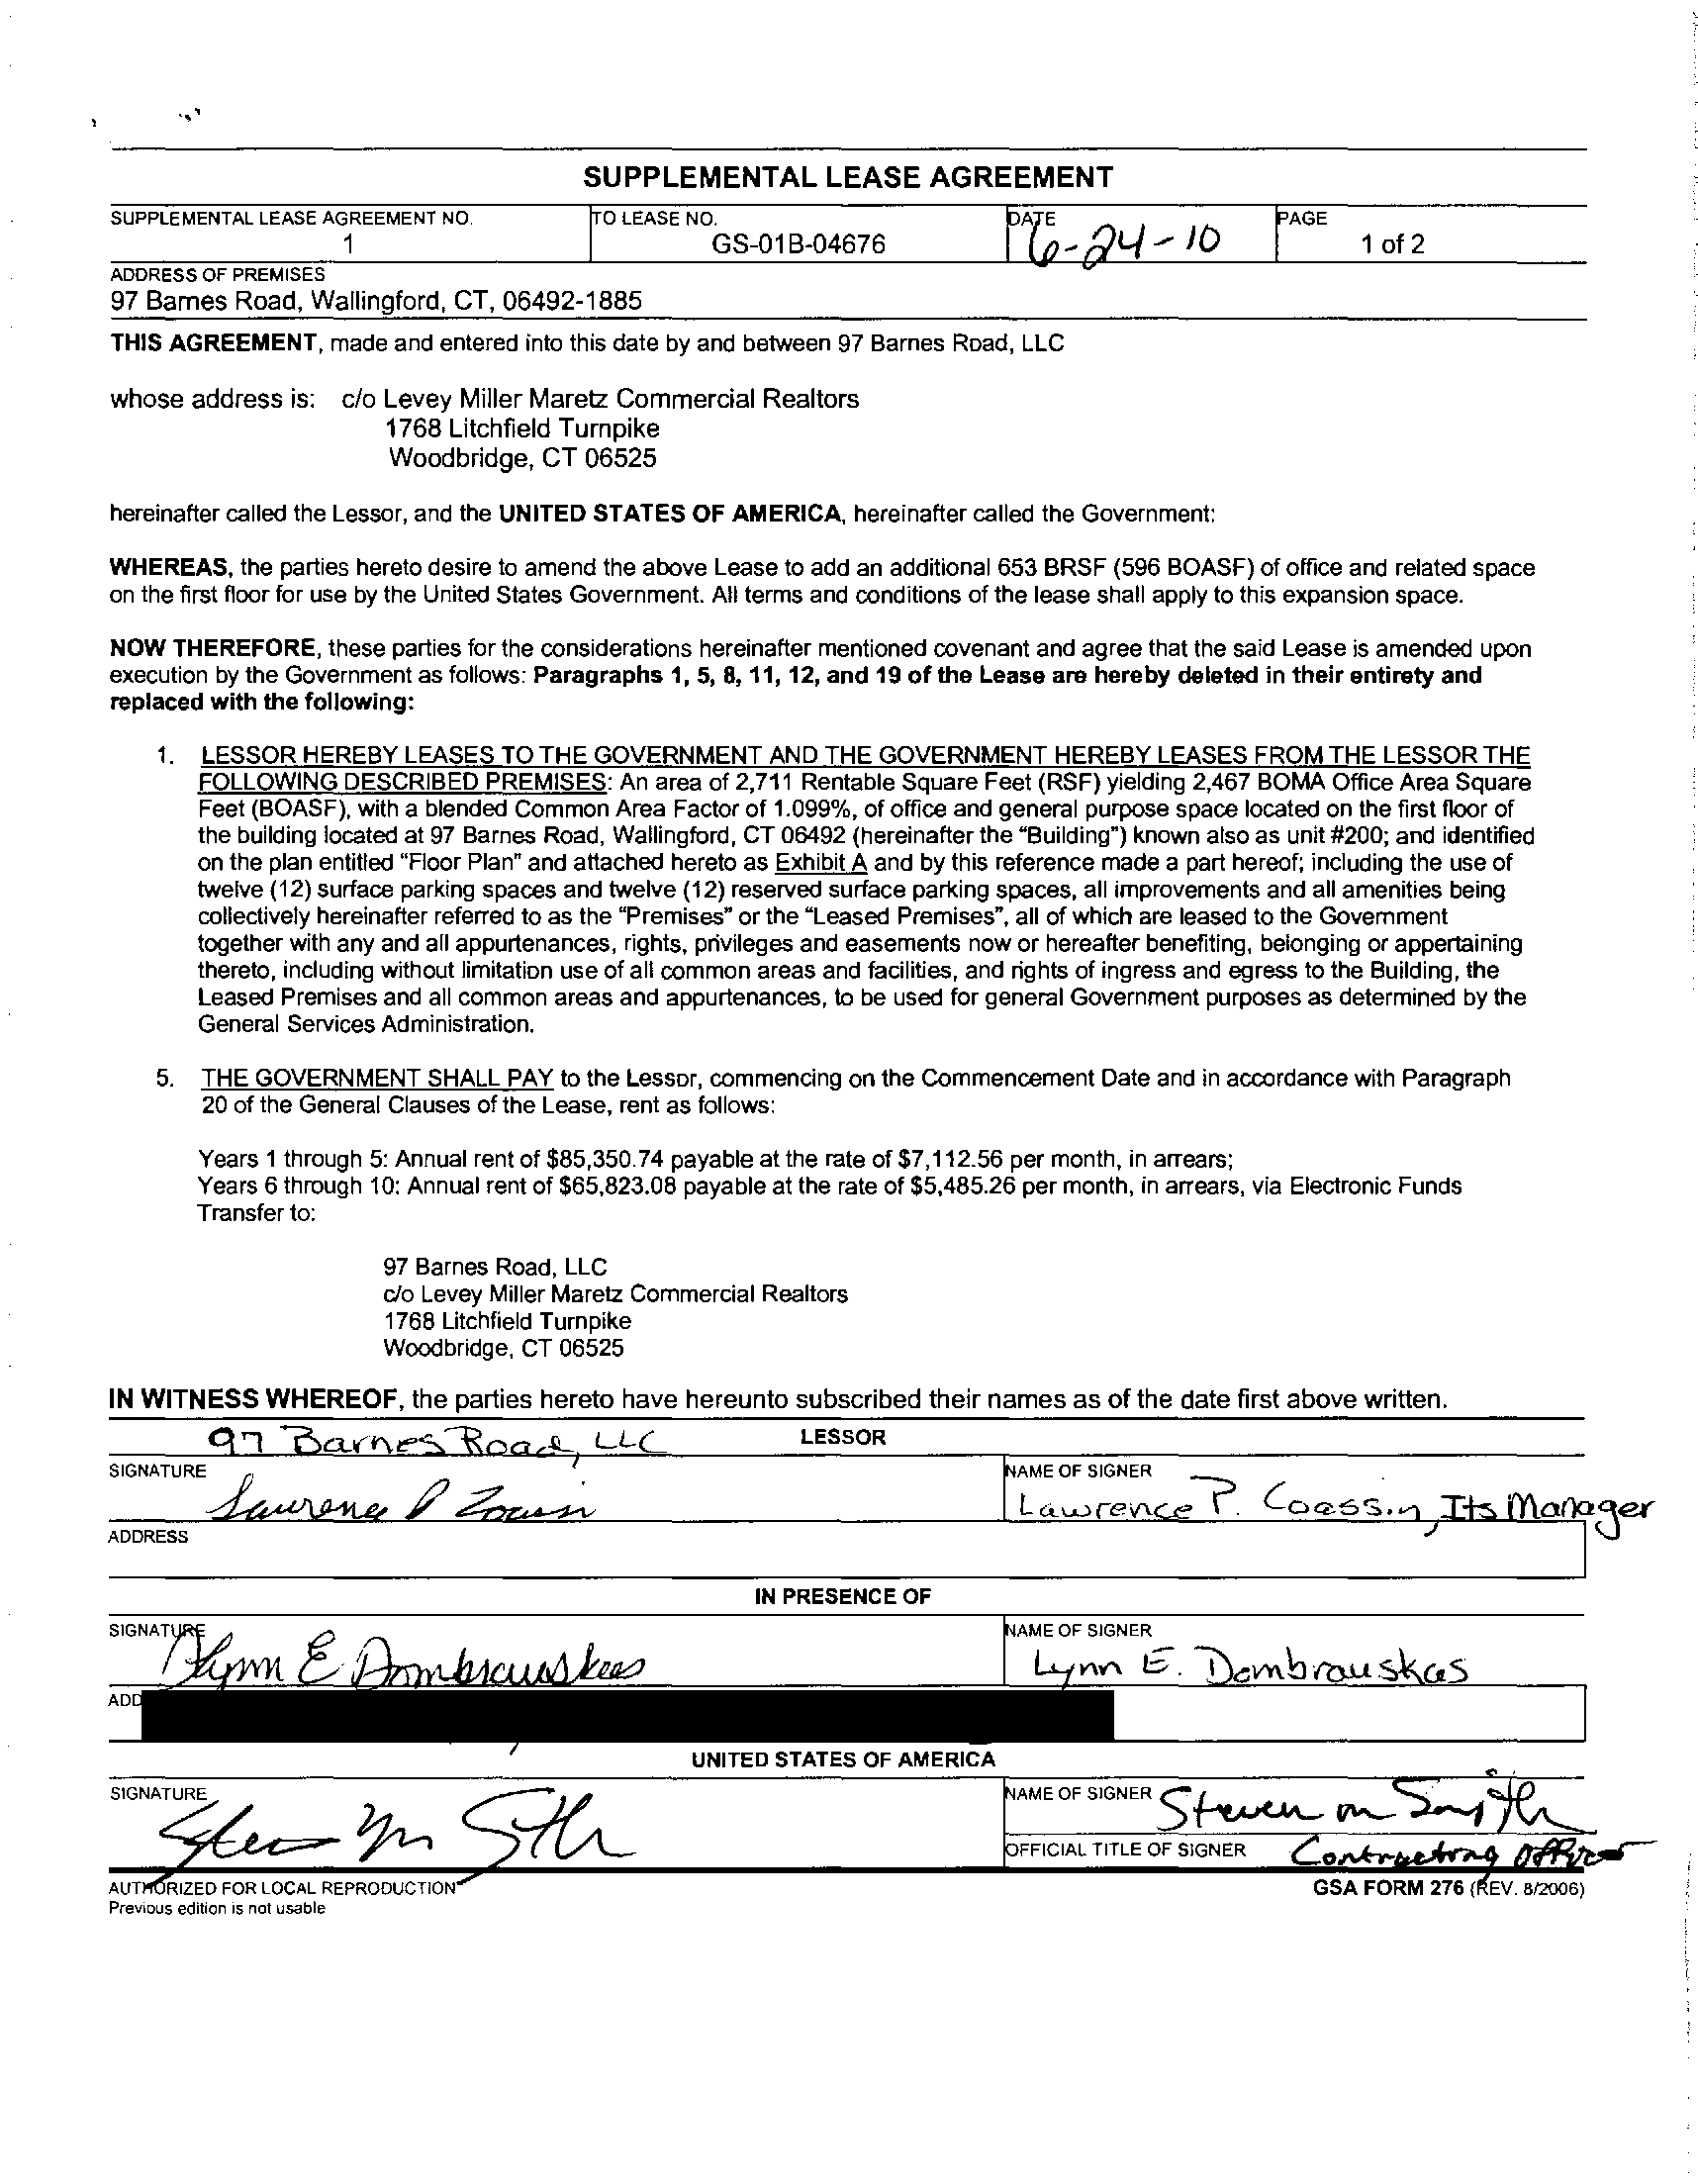 SUPPLEMENTAL LEASE AGREEMENT
SUPPLEMENTAL LEASE AGREEMENT NO. TO LEASE NO. DATE PAGE
1 GS-01B-04676 6-24-10 1 of 2
ADDRESS OF PREMISES
97 Barnes Road, Wallingford, CT, 06492-1885
THIS AGREEMENT, made and entered into this date by and between 97 Barnes Road, LLC
whose address is: c/o Levey Miller Maretz Commercial Realtors
1768 Litchfield Turnpike
Woodbridge, CT 06525
hereinafter called the Lessor, and the UNITED STATES OF AMERICA, hereinafter called the Government:
WHEREAS, the parties hereto desire to amend the above Lease to add an additional 653 BRSF (596 BOASF) of office and related space
on the first floor for use by the United States Government. All terms and conditions of the lease shall apply to this expansion space.
NOW THEREFORE, these parties for the considerations hereinafter mentioned covenant and agree that the said Lease is amended upon
execution by the Government as follows: Paragraphs 1, 5, 8, 11, 12, and 19 of the Lease are hereby deleted in their entirety and
replaced with the following:
1. LESSOR HEREBY LEASES TO THE GOVERNMENT AND THE GOVERNMENT HEREBY LEASES FROM THE LESSOR THE
FOLLOWING DESCRIBED PREMISES: An area of 2,711 Rentable Square Feet (RSF) yielding 2,467 BOMA Office Area Square
Feet (BOASF), with a blended Common Area Factor of 1.099%, of office and general purpose space located on the first floor of
the building located at 97 Barnes Road, Wallingford, CT 06492 (hereinafter the "Building") known also as unit #200; and identified
on the plan entitled "Floor Plan" and attached hereto as Exhibit A and by this reference made a part hereof; including the use of
twelve (12) surface parking spaces and twelve (12) reserved surface parking spaces, all improvements and all amenities being
collectively hereinafter referred to as the "Premises" or the "Leased Premises", all of which are leased to the Government
together with any and all appurtenances, rights, privileges and easements now or hereafter benefiting, belonging or appertaining
thereto, including without limitation use of all common areas and facilities, and rights of ingress and egress to the Building, the
Leased Premises and all common areas and appurtenances, to be used for general Government purposes as determined by the
General Services Administration.
5. THE GOVERNMENT SHALL PAY to the Lessor, commencing on the Commencement Date and in accordance with Paragraph
20 of the General Clauses of the Lease, rent as follows:
Years 1 through 5: Annual rent of $85,350.74 payable at the rate of $7,112.56 per month, in arrears;
Years 6 through 10: Annual rent of $65,823.08 payable at the rate of $5,485.26 per month, in arrears, via Electronic Funds
Transfer to:
97 Barnes Road, LLC
c/o Levey Miller Maretz Commercial Realtors
1768 Litchfield Turnpike
Woodbridge, CT 06525
IN WITNESS WHEREOF, the parties hereto have hereunto subscribed their names as of the date first above written.
97 Barnes Road, LLC LESSOR
SIGNATURE NAME OF SIGNER
Lawrence P. Coassin, Its Manager
ADDRESS
IN PRESENCE OF
SIGNATURE NAME OF SIGNER
Lynn E Dombrauskas Lynn E. Dombrauskas
ADD
UNITED STATES OF AMERICA
SIGNATURE NAME OF SIGNER Steven m Smith
OFFICIAL TITLE OF SIGNER Contracting Officer
AUTHORIZED FOR LOCAL REPRODUCTION GSA FORM 276 (REV. 8/2006)
Previous edition is not usable